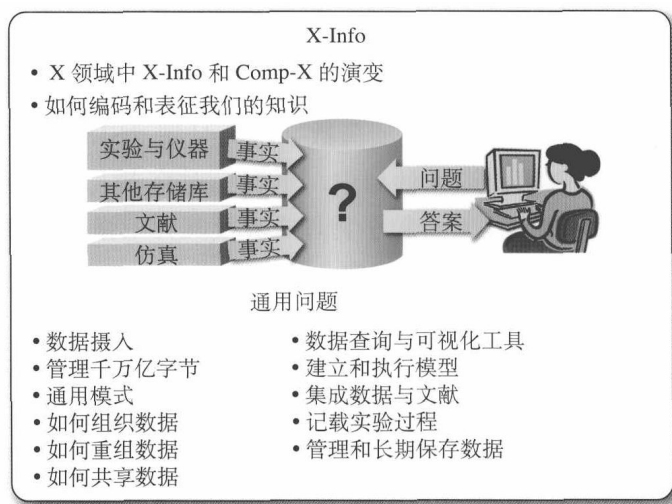 X-Info
• X 领域中 X-Info 和 Comp-X 的演变
• 如何编码和表征我们的知识
实验与仪器
事实
其他存储库
事实
文献
事实
仿真
事实
?
问题
答案
通用问题
• 数据摄入
• 管理千万亿字节
• 通用模式
• 如何组织数据
• 如何重组数据
• 如何共享数据
• 数据查询与可视化工具
• 建立和执行模型
• 集成数据与文献
• 记载实验过程
• 管理和长期保存数据